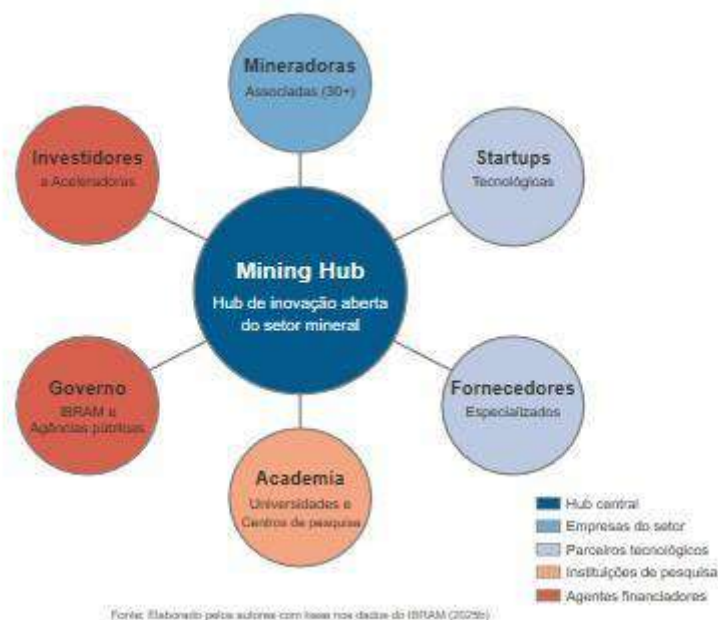 Mineradoras
Associadas (30+)
Investidores
e Aceleradoras
Startups
Tecnológicas
Mining Hub
Hub de inovação aberta
do setor mineral
Governo
IBRAM e
Agências públicas
Fornecedores
Especializados
Academia
Universidades e
Centros de pesquisa
Hub central
Empresas do setor
Parceiros tecnológicos
Instituições de pesquisa
Agentes financiadores
Fonte: Elaborado pelos autores com base nos dados do IBRAM (2025b)